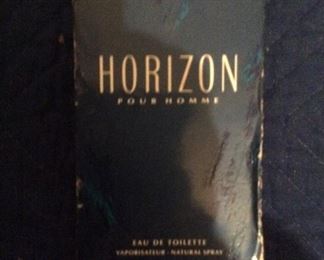 HORIZON
POUR HOMME
EAU DE TOILETTE
VAPORISATEUR - NATURAL SPRAY